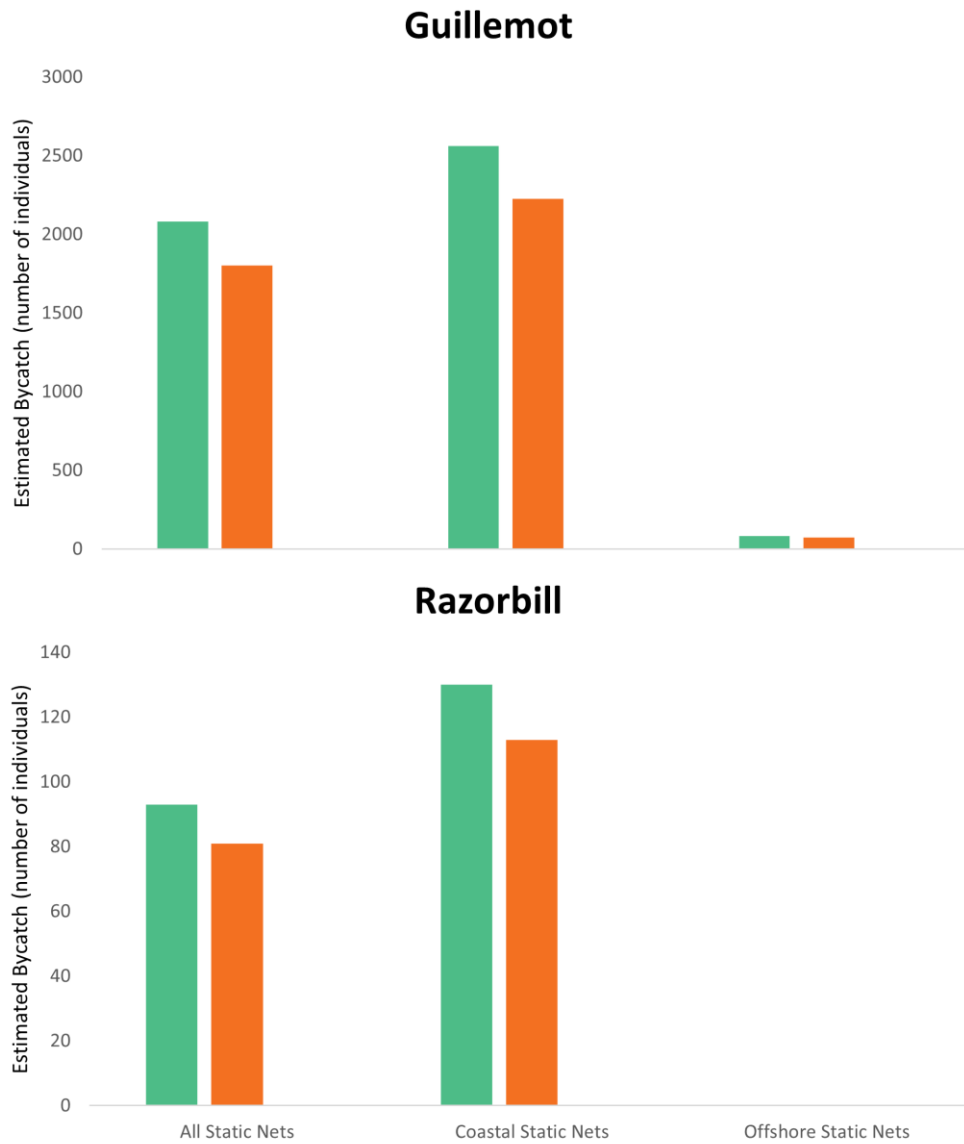 Guillemot
Estimated Bycatch (number of individuals)
3000
2500
2000
1500
1000
500
0
Razorbill
Estimated Bycatch (number of individuals)
140
120
100
80
60
40
20
0
All Static Nets
Coastal Static Nets
Offshore Static Nets